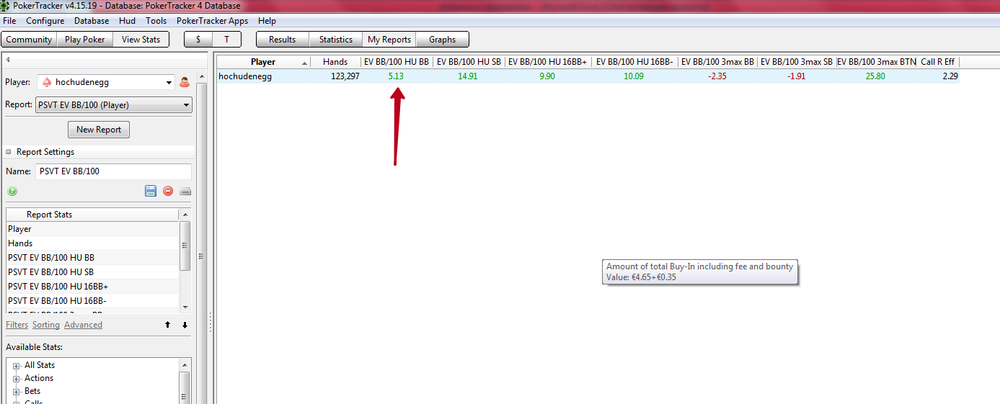 PokerTracker v4.15.19 - Database: PokerTracker 4 Database
File Configure Database Hud Tools PokerTracker Apps Help
Community Play Poker View Stats $ T Results Statistics My Reports Graphs
Player Hands EV BB/100 HU BB EV BB/100 HU SB EV BB/100 HU 16BB+ EV BB/100 HU 16BB- EV BB/100 3max BB EV BB/100 3max SB EV BB/100 3max BTN Call R Eff
hochudenegg 123,297 5.13 14.91 9.90 10.09 -2.35 -1.91 25.80 2.29
Player: hochudenegg
Report: PSVT EV BB/100 (Player)
New Report
Report Settings
Name: PSVT EV BB/100
Report Stats
Player
Hands
PSVT EV BB/100 HU BB
PSVT EV BB/100 HU SB
PSVT EV BB/100 HU 16BB+
PSVT EV BB/100 HU 16BB-
Filters Sorting Advanced
Available Stats:
All Stats
Actions
Bets
Calls
Amount of total Buy-In including fee and bounty
Value: €4.65+€0.35